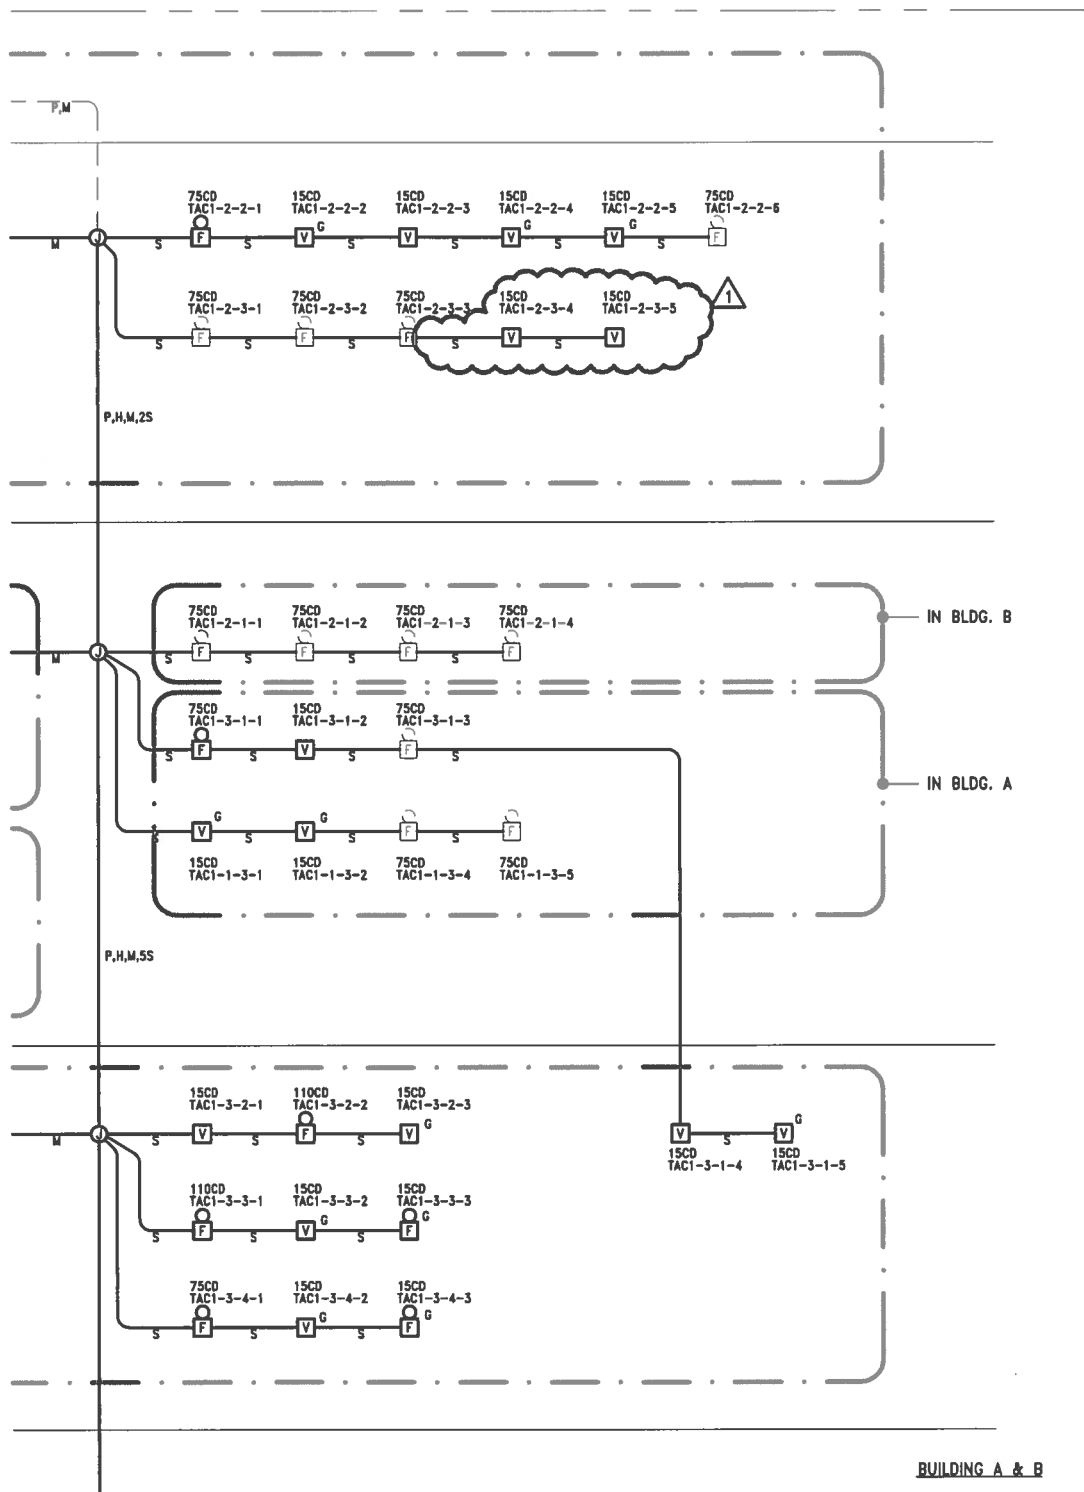 P,M
75CD 15CD 15CD 15CD 15CD 75CD
TAC1-2-2-1 TAC1-2-2-2 TAC1-2-2-3 TAC1-2-2-4 TAC1-2-2-5 TAC1-2-2-6
G G G
M J S F S V S V S V S V S F
75CD 75CD 75CD 15CD 15CD 1
TAC1-2-3-1 TAC1-2-3-2 TAC1-2-3-3 TAC1-2-3-4 TAC1-2-3-5
S F S F S F S V S V
P,H,M,2S
75CD 75CD 75CD 75CD IN BLDG. B
TAC1-2-1-1 TAC1-2-1-2 TAC1-2-1-3 TAC1-2-1-4
M J S F S F S F S F
75CD 15CD 75CD
TAC1-3-1-1 TAC1-3-1-2 TAC1-3-1-3
S F S V S F S
IN BLDG. A
G G
S V S V S F S F
15CD 15CD 75CD 75CD
TAC1-1-3-1 TAC1-1-3-2 TAC1-1-3-4 TAC1-1-3-5
P,H,M,5S
15CD 110CD 15CD
TAC1-3-2-1 TAC1-3-2-2 TAC1-3-2-3
G G
M J S V S F S V V S V
15CD 15CD
TAC1-3-1-4 TAC1-3-1-5
110CD 15CD 15CD
TAC1-3-3-1 TAC1-3-3-2 TAC1-3-3-3
G G
S F S V S F
75CD 15CD 15CD
TAC1-3-4-1 TAC1-3-4-2 TAC1-3-4-3
G G
S F S V S F
BUILDING A & B